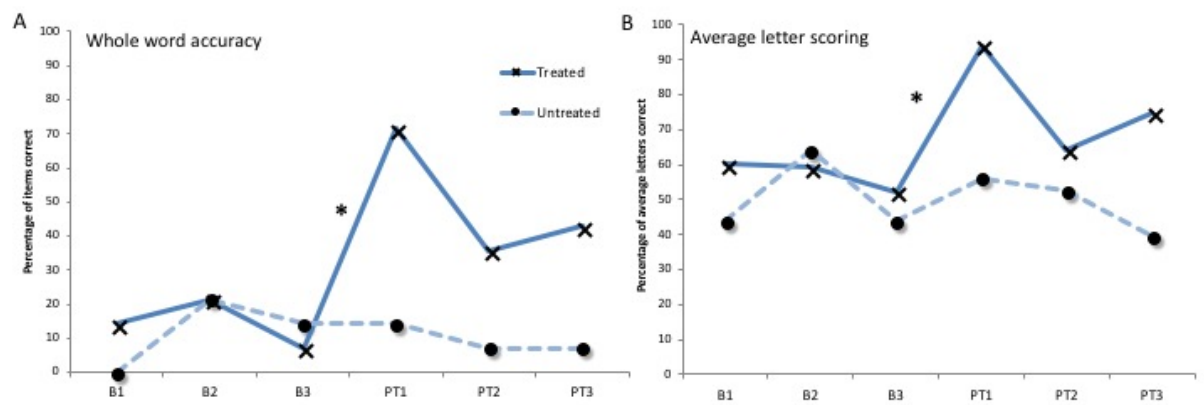 A
Whole word accuracy
Percentage of items correct
100
90
80
70
60
50
40
30
20
10
0
Treated
Untreated
*
B1 B2 B3 PT1 PT2 PT3
B
Average letter scoring
Percentage of average letters correct
100
90
80
70
60
50
40
30
20
10
0
*
B1 B2 B3 PT1 PT2 PT3